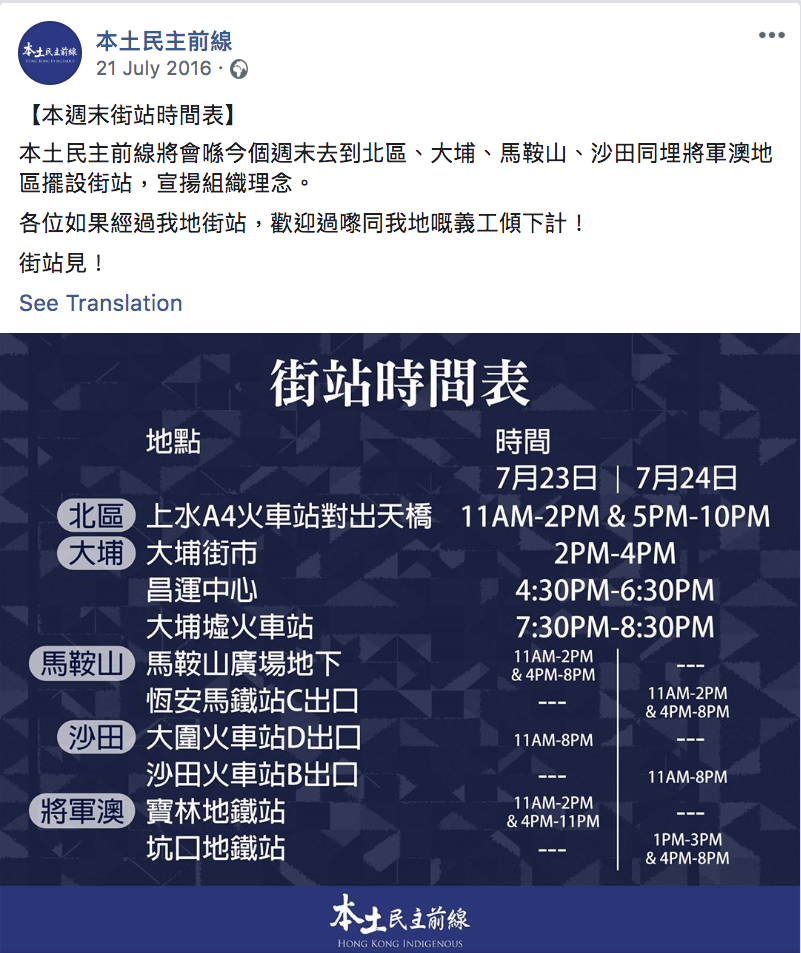 本土民主前線
21 July 2016 ·
本土民主前線
HONG KONG INDIGENOUS
【本週末街站時間表】
本土民主前線將會喺今個週末去到北區、大埔、馬鞍山、沙田同埋將軍澳地
區擺設街站，宣揚組織理念。
各位如果經過我地街站，歡迎過嚟同我地嘅義工傾下計！
街站見！
See Translation
街站時間表
地點 時間
7月23日 | 7月24日
北區 上水A4火車站對出天橋 11AM-2PM & 5PM-10PM
大埔 大埔街市 2PM-4PM
昌運中心 4:30PM-6:30PM
大埔墟火車站 7:30PM-8:30PM
馬鞍山 馬鞍山廣場地下 11AM-2PM & 4PM-8PM ---
恆安馬鐵站C出口 --- 11AM-2PM & 4PM-8PM
沙田 大圍火車站D出口 11AM-8PM ---
沙田火車站B出口 --- 11AM-8PM
將軍澳 寶林地鐵站 11AM-2PM & 4PM-11PM ---
坑口地鐵站 --- 1PM-3PM & 4PM-8PM
本土民主前線
HONG KONG INDIGENOUS